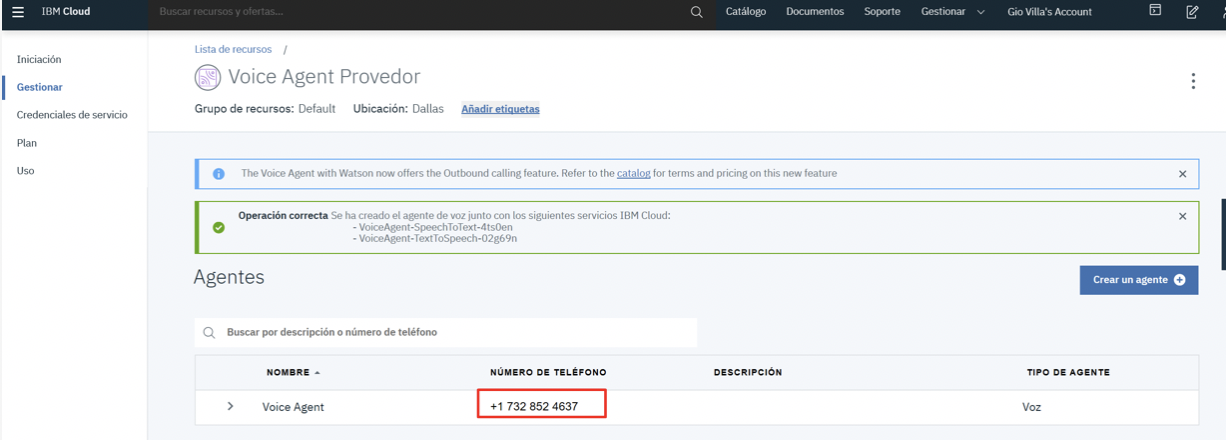 IBM Cloud
Buscar recursos y ofertas...
Catálogo
Documentos
Soporte
Gestionar
Gio Villa's Account
Iniciación
Gestionar
Credenciales de servicio
Plan
Uso
Lista de recursos /
Voice Agent Provedor
Grupo de recursos: Default Ubicación: Dallas Añadir etiquetas
The Voice Agent with Watson now offers the Outbound calling feature. Refer to the catalog for terms and pricing on this new feature
Operación correcta Se ha creado el agente de voz junto con los siguientes servicios IBM Cloud:
- VoiceAgent-SpeechToText-4ts0en
- VoiceAgent-TextToSpeech-02g69n
Agentes
Crear un agente
Buscar por descripción o número de teléfono
NOMBRE NÚMERO DE TELÉFONO DESCRIPCIÓN TIPO DE AGENTE
Voice Agent +1 732 852 4637 Voz